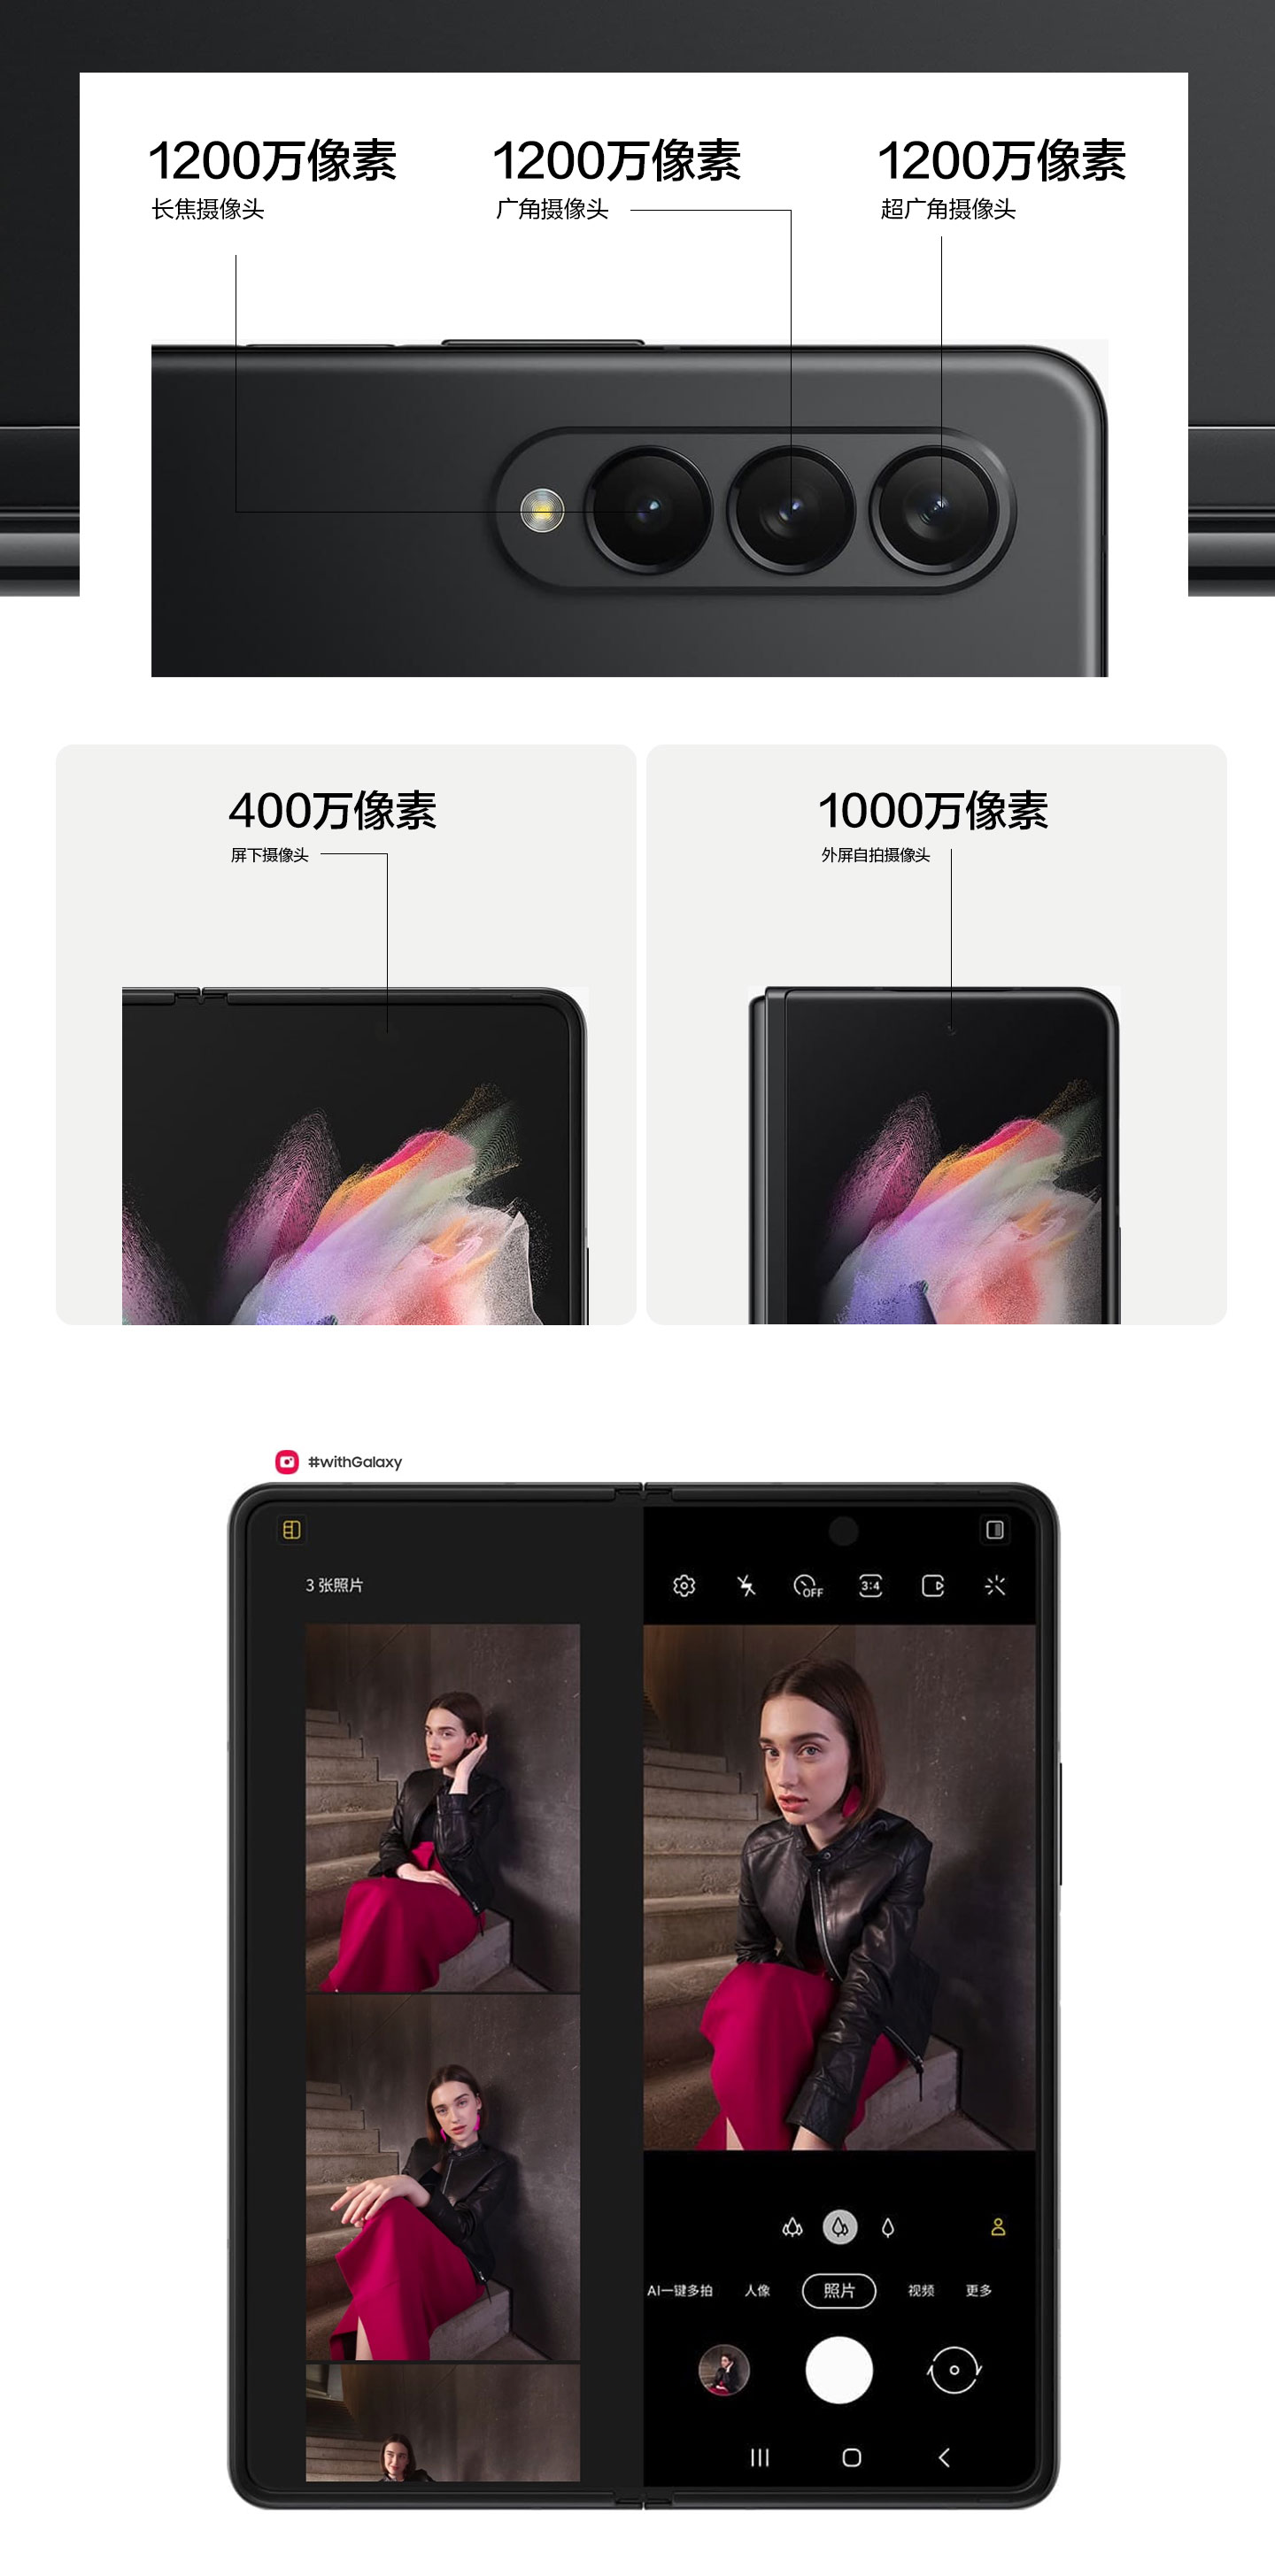 1200万像素
长焦摄像头
1200万像素
广角摄像头
1200万像素
超广角摄像头
400万像素
屏下摄像头
1000万像素
外屏自拍摄像头
#withGalaxy
3 张照片
OFF
3:4
AI一键多拍 人像 照片 视频 更多